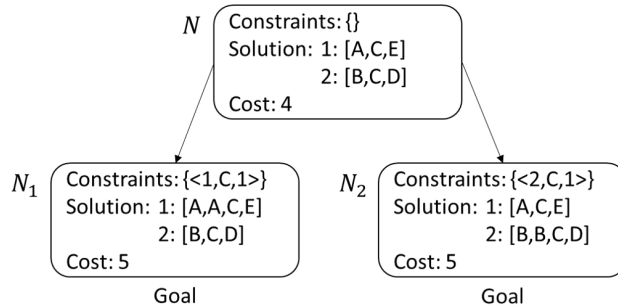 N
Constraints: {}
Solution: 1: [A,C,E]
2: [B,C,D]
Cost: 4
N₁
Constraints: {<1,C,1>}
Solution: 1: [A,A,C,E]
2: [B,C,D]
Cost: 5
Goal
N₂
Constraints: {<2,C,1>}
Solution: 1: [A,C,E]
2: [B,B,C,D]
Cost: 5
Goal